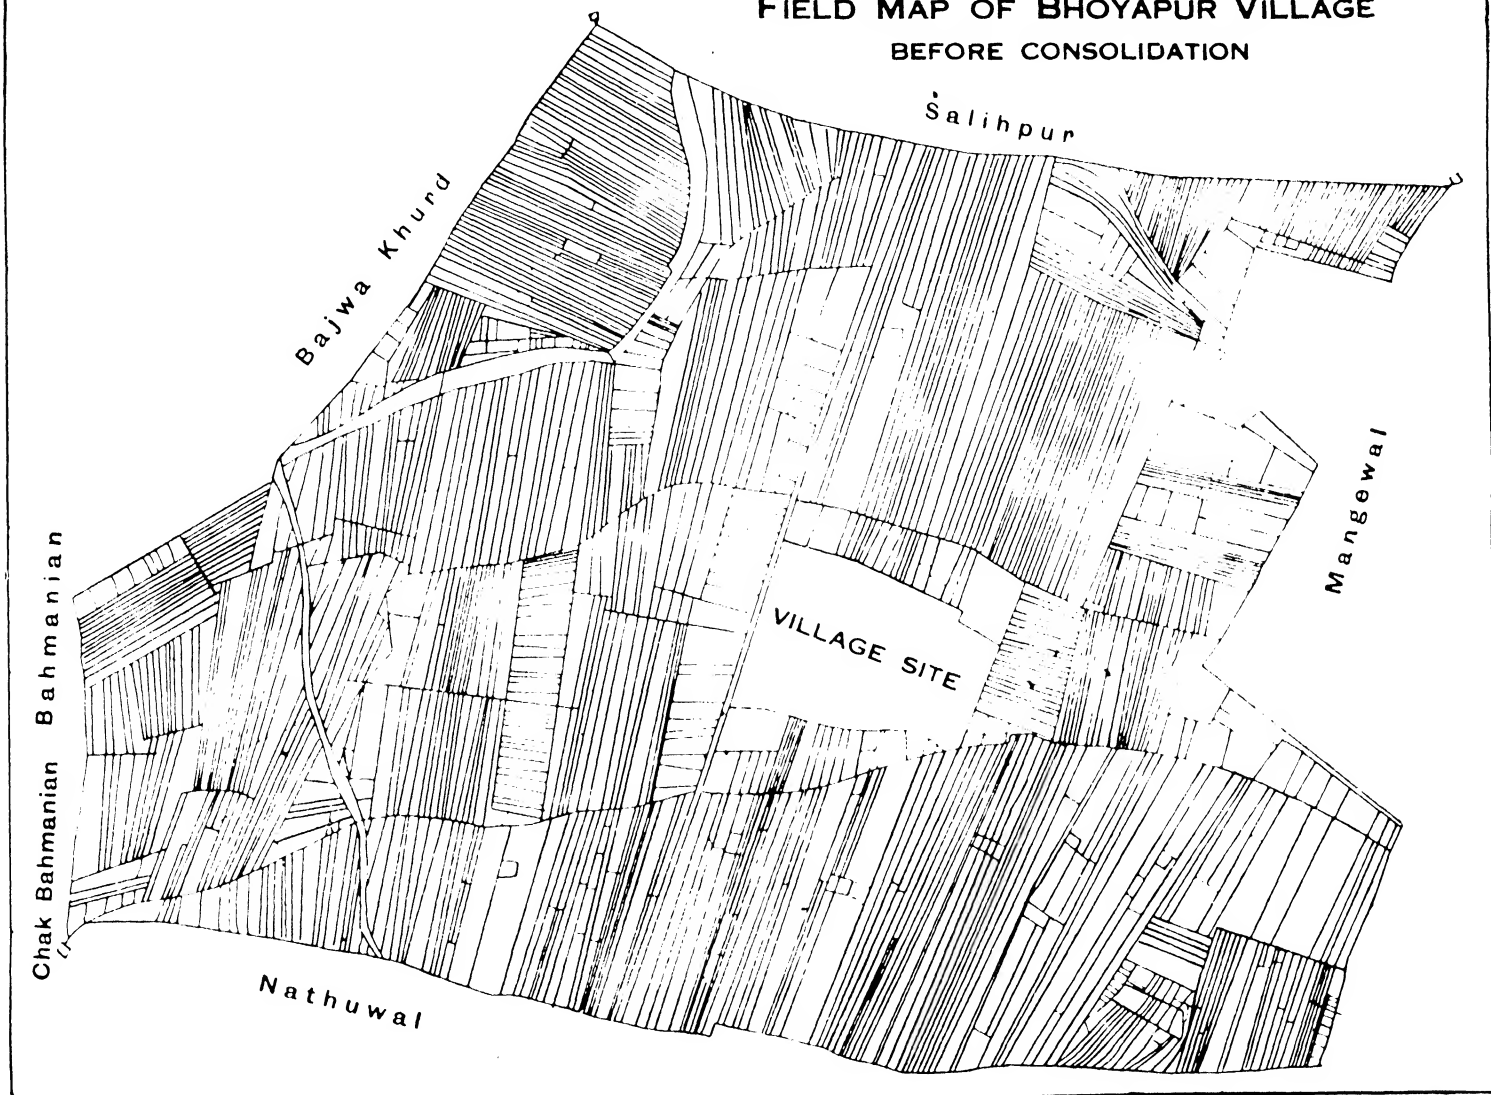 FIELD MAP OF BHOYAPUR VILLAGE
BEFORE CONSOLIDATION
Salihpur
Bajwa Khurd
Mangewal
VILLAGE SITE
Chak Bahmanian Bahmanian
Nathuwal